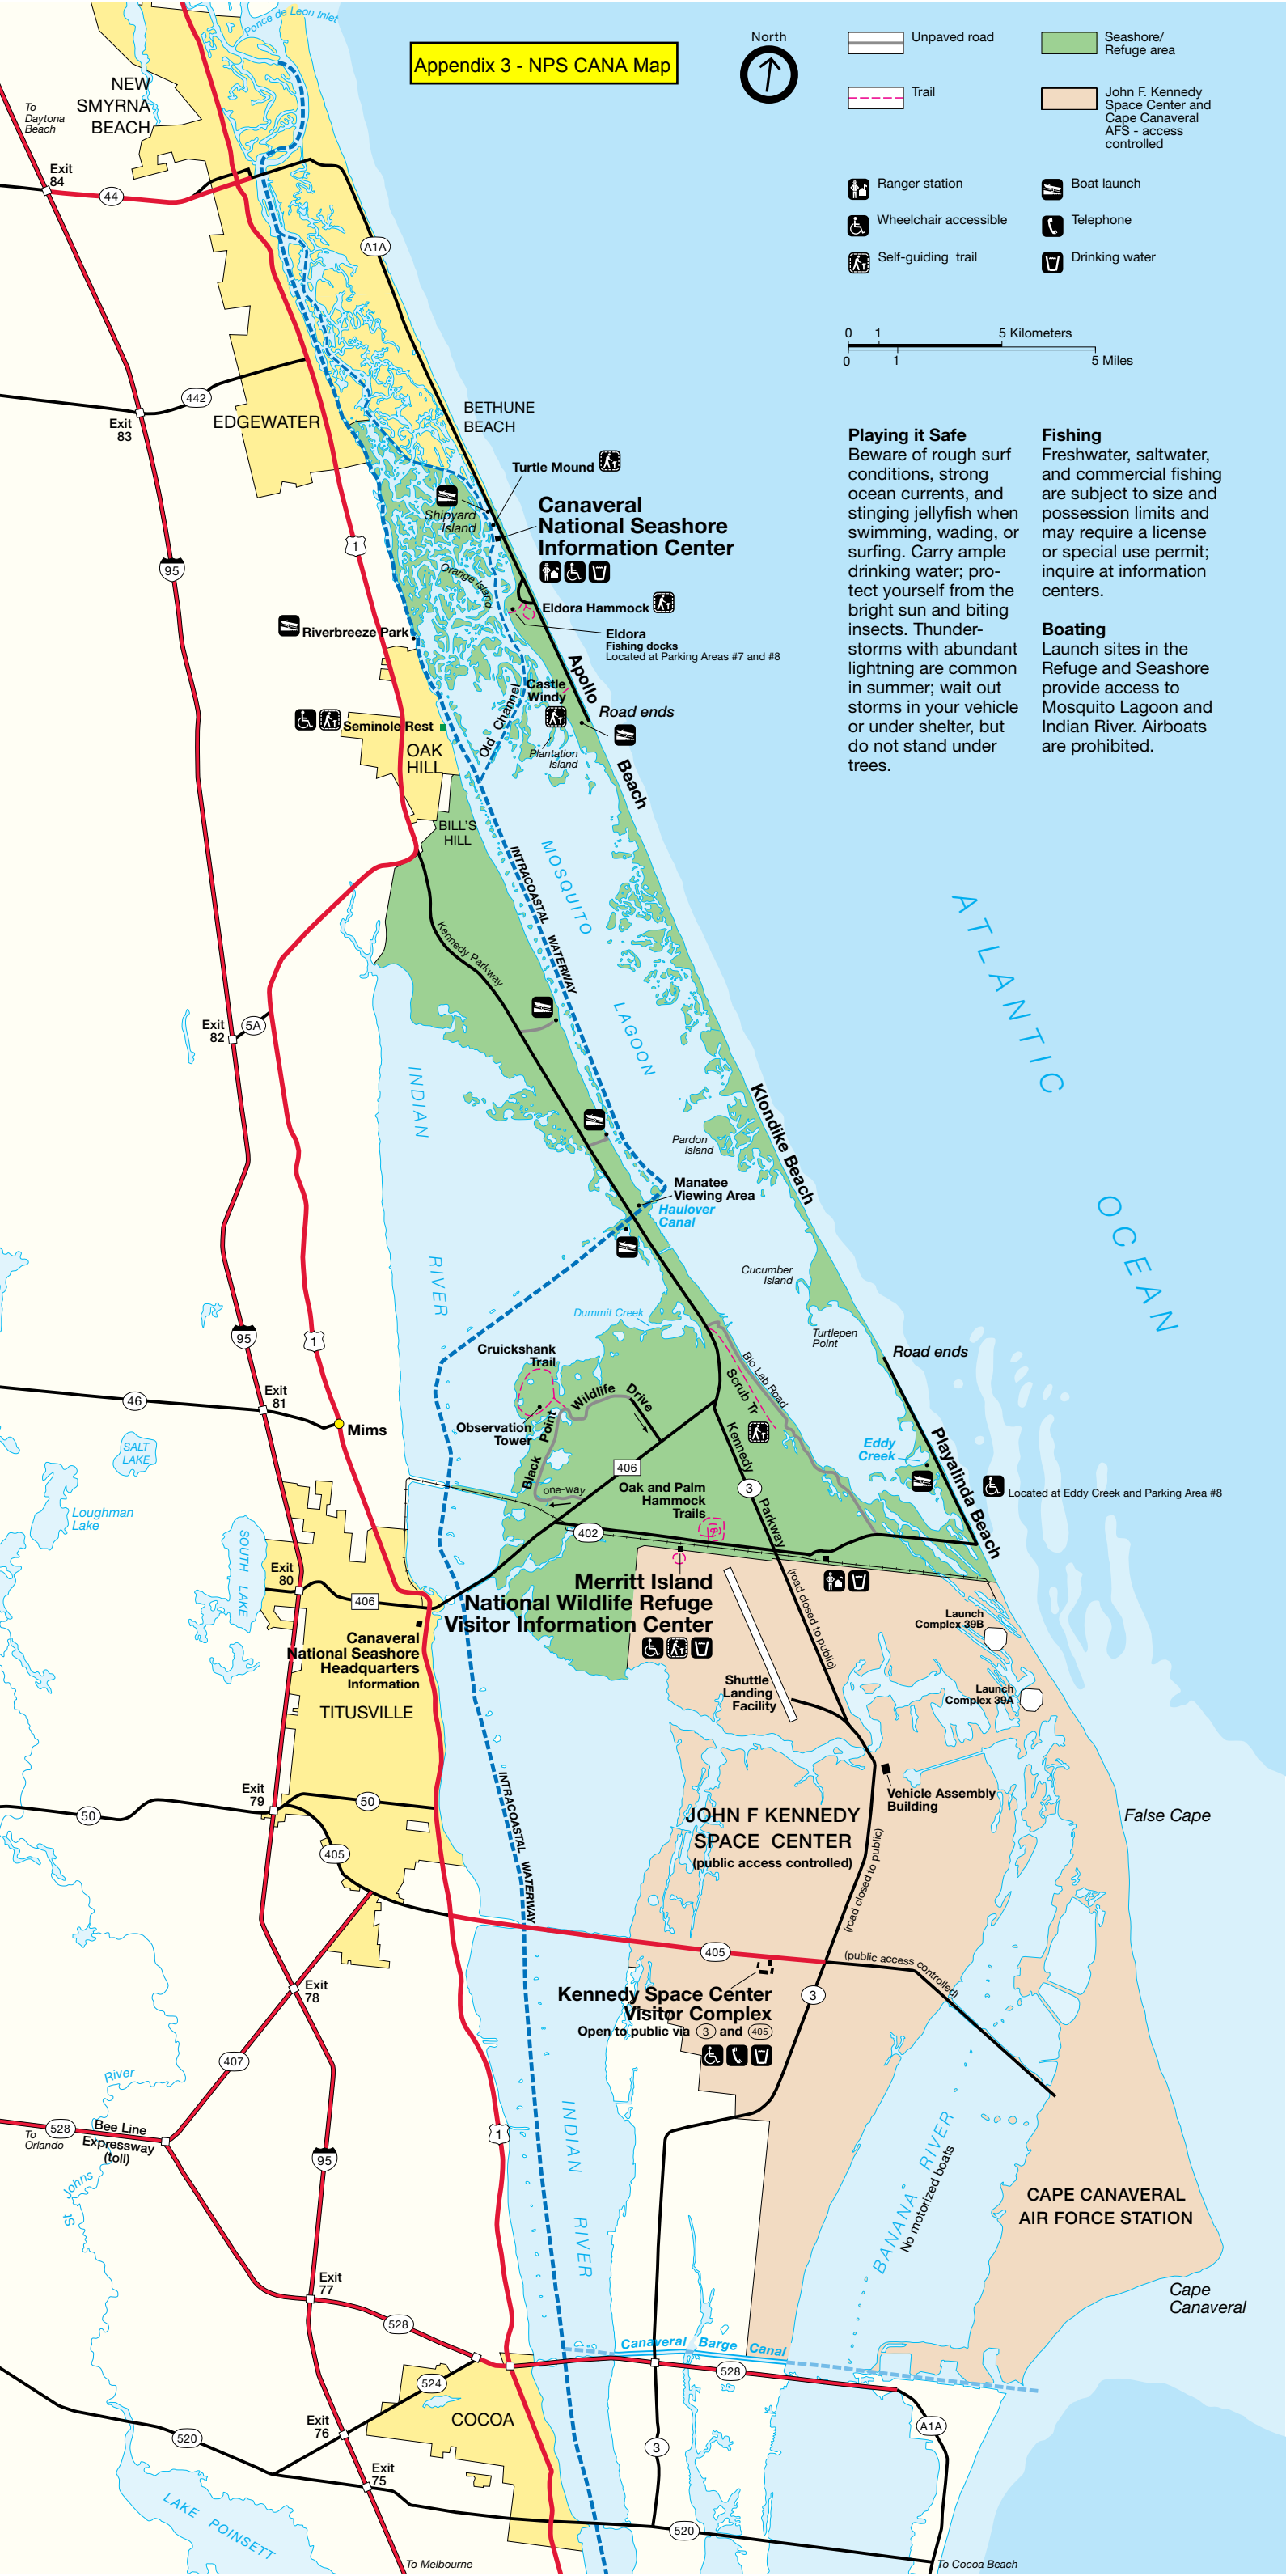 Ponce de Leon Inlet
Appendix 3 - NPS CANA Map
North
Unpaved road
Seashore/
Refuge area
Trail
John F. Kennedy
Space Center and
Cape Canaveral
AFS - access
controlled
Ranger station
Boat launch
Wheelchair accessible
Telephone
Self-guiding trail
Drinking water
0 1 5 Kilometers
0 1 5 Miles
NEW
SMYRNA
BEACH
To
Daytona
Beach
Exit
84
44
A1A
442
Exit
83
EDGEWATER
BETHUNE
BEACH
Playing it Safe
Beware of rough surf
conditions, strong
ocean currents, and
stinging jellyfish when
swimming, wading, or
surfing. Carry ample
drinking water; pro-
tect yourself from the
bright sun and biting
insects. Thunder-
storms with abundant
lightning are common
in summer; wait out
storms in your vehicle
or under shelter, but
do not stand under
trees.
Fishing
Freshwater, saltwater,
and commercial fishing
are subject to size and
possession limits and
may require a license
or special use permit;
inquire at information
centers.
Boating
Launch sites in the
Refuge and Seashore
provide access to
Mosquito Lagoon and
Indian River. Airboats
are prohibited.
Turtle Mound
Shipyard
Island
Canaveral
National Seashore
Information Center
1
95
Orange Island
Eldora Hammock
Eldora
Fishing docks
Located at Parking Areas #7 and #8
Riverbreeze Park
Apollo
Beach
Castle
Windy
Road ends
Seminole Rest
Old Channel
Plantation
Island
OAK
HILL
BILL'S
HILL
INTRACOASTAL WATERWAY
MOSQUITO
LAGOON
ATLANTIC
OCEAN
Kennedy Parkway
Exit
82
5A
INDIAN
RIVER
Klondike Beach
Pardon
Island
Manatee
Viewing Area
Haulover
Canal
Cucumber
Island
Dummit Creek
Turtlepen
Point
Road ends
95
1
Cruickshank
Trail
Bio Lab Road
Scrub Tr
Wildlife Drive
Black Point
Observation
Tower
Exit
81
46
Mims
SALT
LAKE
Loughman
Lake
SOUTH LAKE
Kennedy Parkway
3
406
one-way
Oak and Palm
Hammock
Trails
402
Eddy
Creek
Playalinda Beach
Located at Eddy Creek and Parking Area #8
Exit
80
406
Merritt Island
National Wildlife Refuge
Visitor Information Center
(road closed to public)
Launch
Complex 39B
Launch
Complex 39A
Canaveral
National Seashore
Headquarters
Information
TITUSVILLE
Shuttle
Landing
Facility
Vehicle Assembly
Building
Exit
79
50
50
405
INTRACOASTAL WATERWAY
JOHN F KENNEDY
SPACE CENTER
(public access controlled)
(road closed to public)
False Cape
405
(public access controlled)
Exit
78
Kennedy Space Center
Visitor Complex
Open to public via 3 and 405
3
407
River
528
Bee Line
Expressway
(toll)
To
Orlando
95
1
St Johns
INDIAN
RIVER
BANANA RIVER
No motorized boats
CAPE CANAVERAL
AIR FORCE STATION
Cape
Canaveral
Exit
77
528
Canaveral Barge Canal
528
524
COCOA
Exit
76
520
Exit
75
A1A
3
520
LAKE POINSETT
To Melbourne
To Cocoa Beach